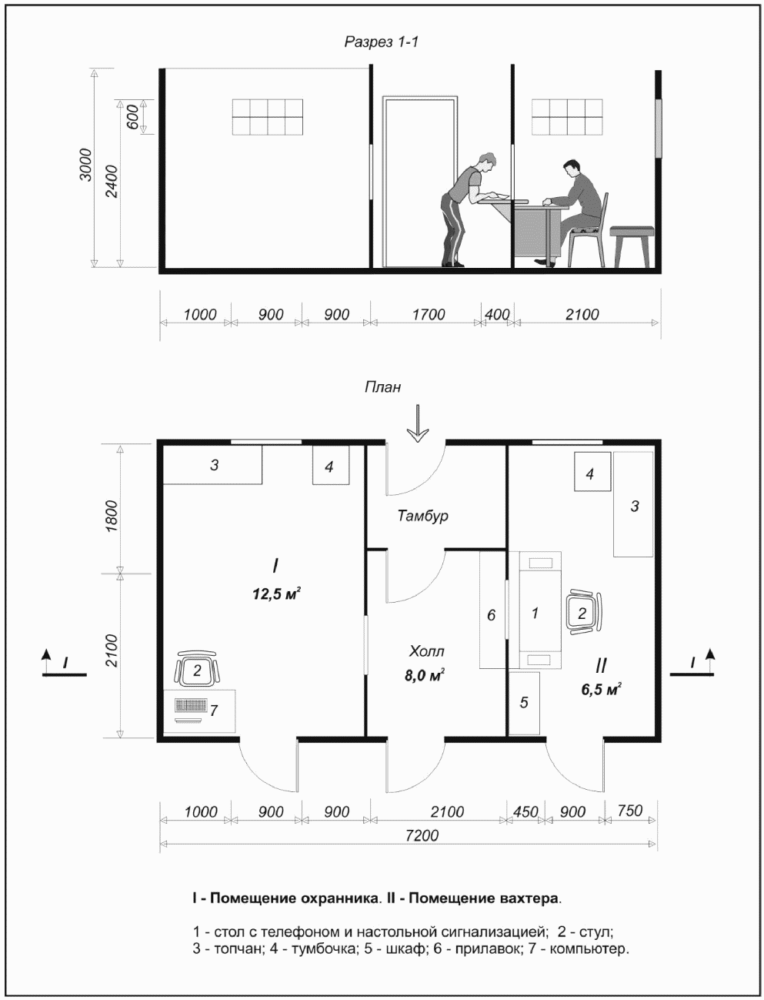 Разрез 1-1
600
3000
2400
1000 900 900 1700 400 2100
План
3
4
4
3
1800
Тамбур
I
12,5 м²
6
1
2
2100
Холл
8,0 м²
I
I
II
6,5 м²
2
5
7
1000 900 900 2100 450 900 750
7200
I - Помещение охранника. II - Помещение вахтера.
1 - стол с телефоном и настольной сигнализацией; 2 - стул;
3 - топчан; 4 - тумбочка; 5 - шкаф; 6 - прилавок; 7 - компьютер.